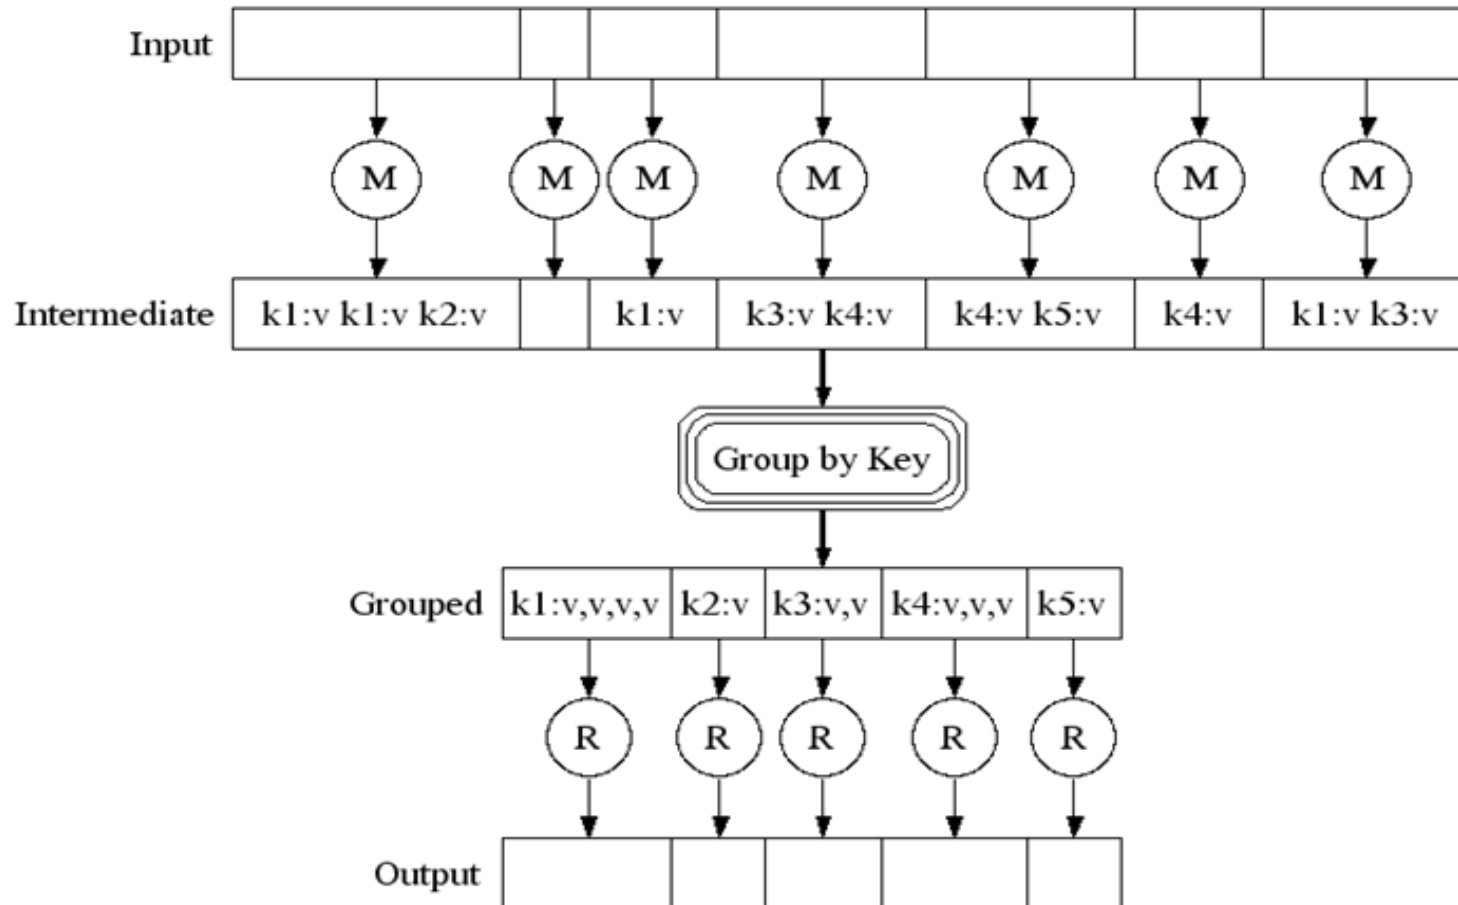 Input
M M M M M M M
Intermediate k1:v k1:v k2:v k1:v k3:v k4:v k4:v k5:v k4:v k1:v k3:v
Group by Key
Grouped k1:v,v,v,v k2:v k3:v,v k4:v,v,v k5:v
R R R R R
Output